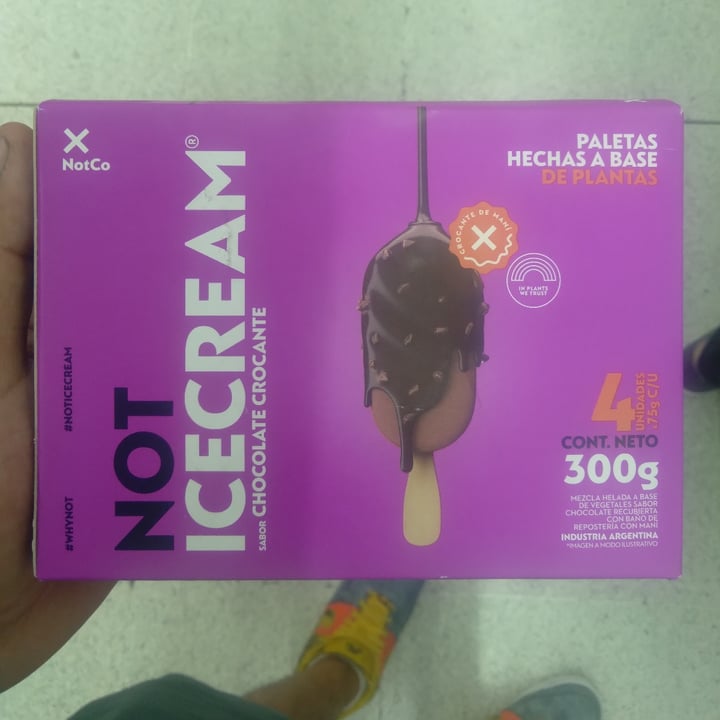 NotCo
#NOTICECREAM
#WHYNOT
NOT
ICECREAM®
SABOR CHOCOLATE CROCANTE
PALETAS
HECHAS A BASE
DE PLANTAS
CROCANTE DE MANÍ
IN PLANTS
WE TRUST
4
UNIDADES
.75g C/U
CONT. NETO
300g
MEZCLA HELADA A BASE
DE VEGETALES SABOR
CHOCOLATE RECUBIERTA
CON BAÑO DE
REPOSTERÍA CON MANÍ
INDUSTRIA ARGENTINA
*IMAGEN A MODO ILUSTRATIVO